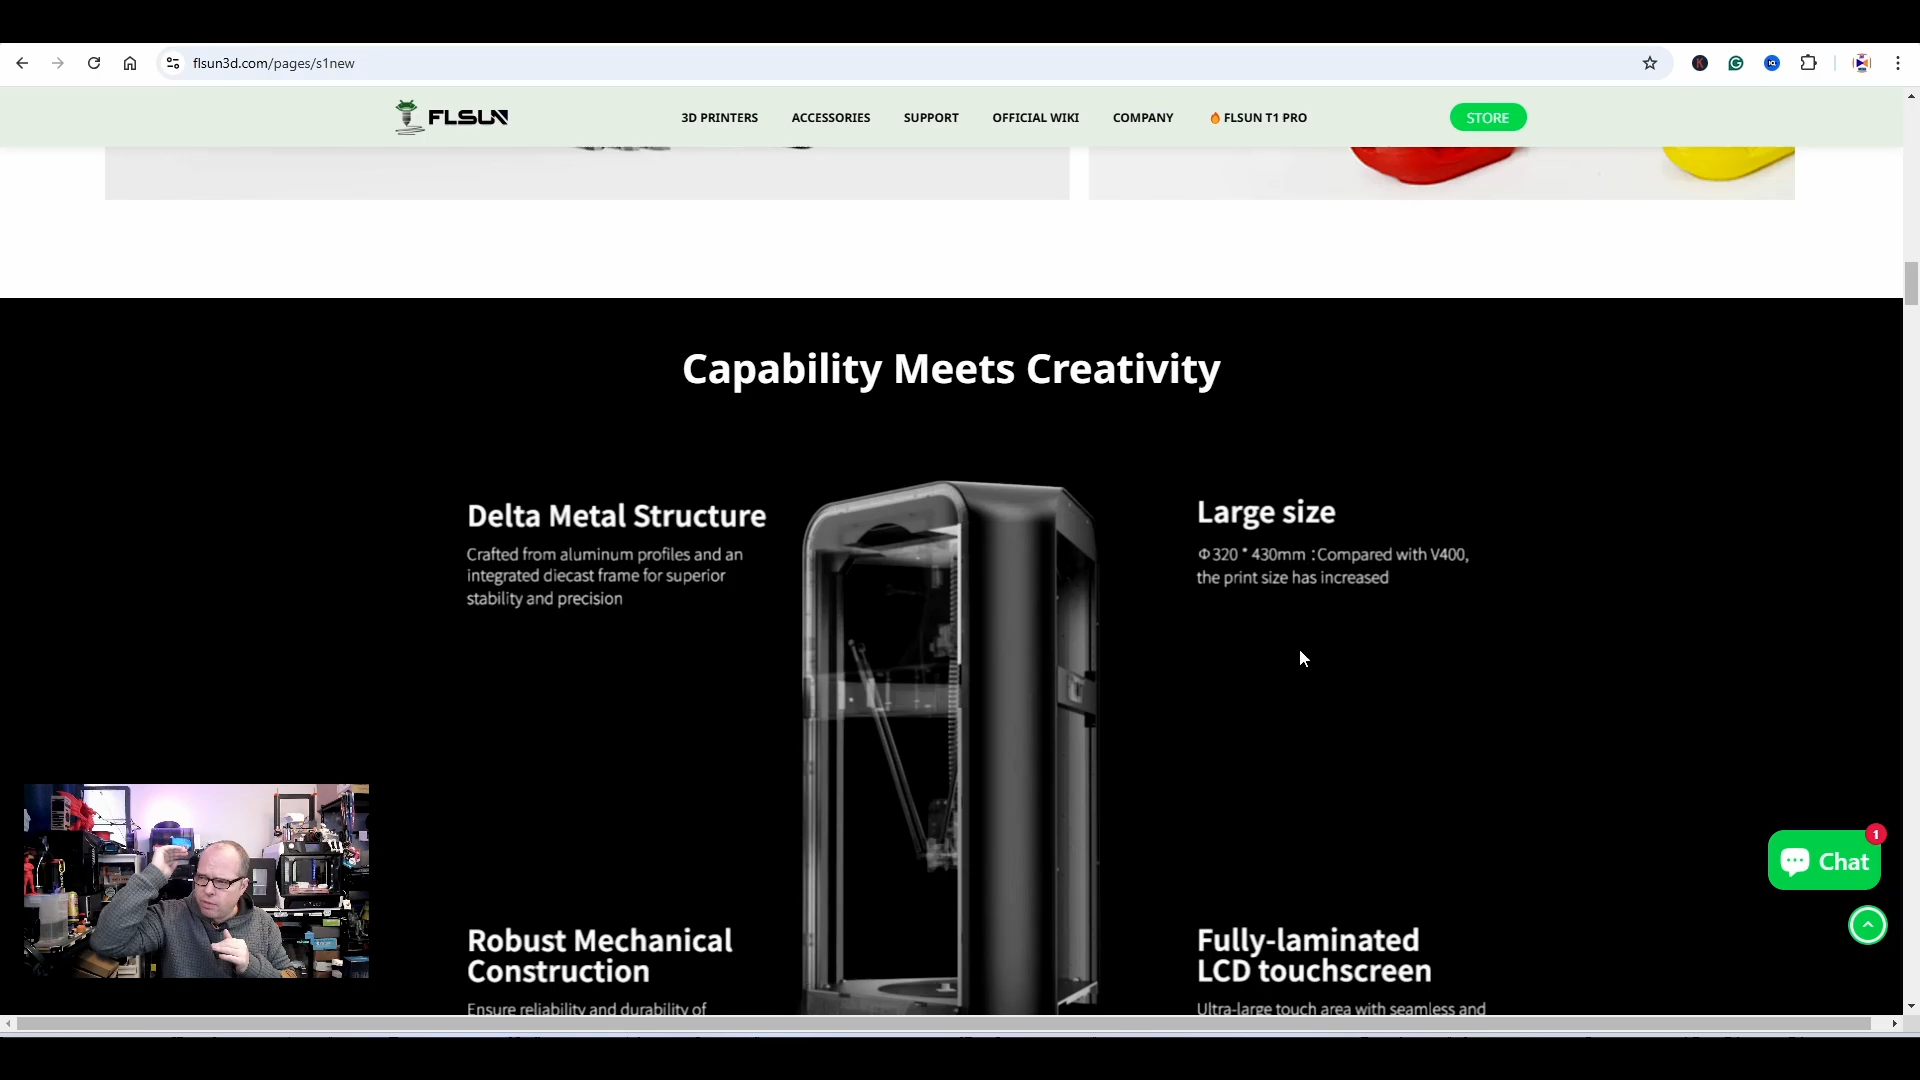 flsun3d.com/pages/s1new
FLSUN
3D PRINTERS
ACCESSORIES
SUPPORT
OFFICIAL WIKI
COMPANY
FLSUN T1 PRO
STORE
Capability Meets Creativity
Delta Metal Structure
Crafted from aluminum profiles and an
integrated diecast frame for superior
stability and precision
Large size
Φ320 * 430mm :Compared with V400,
the print size has increased
Robust Mechanical
Construction
Ensure reliability and durability of
Fully-laminated
LCD touchscreen
Ultra-large touch area with seamless and
1
Chat